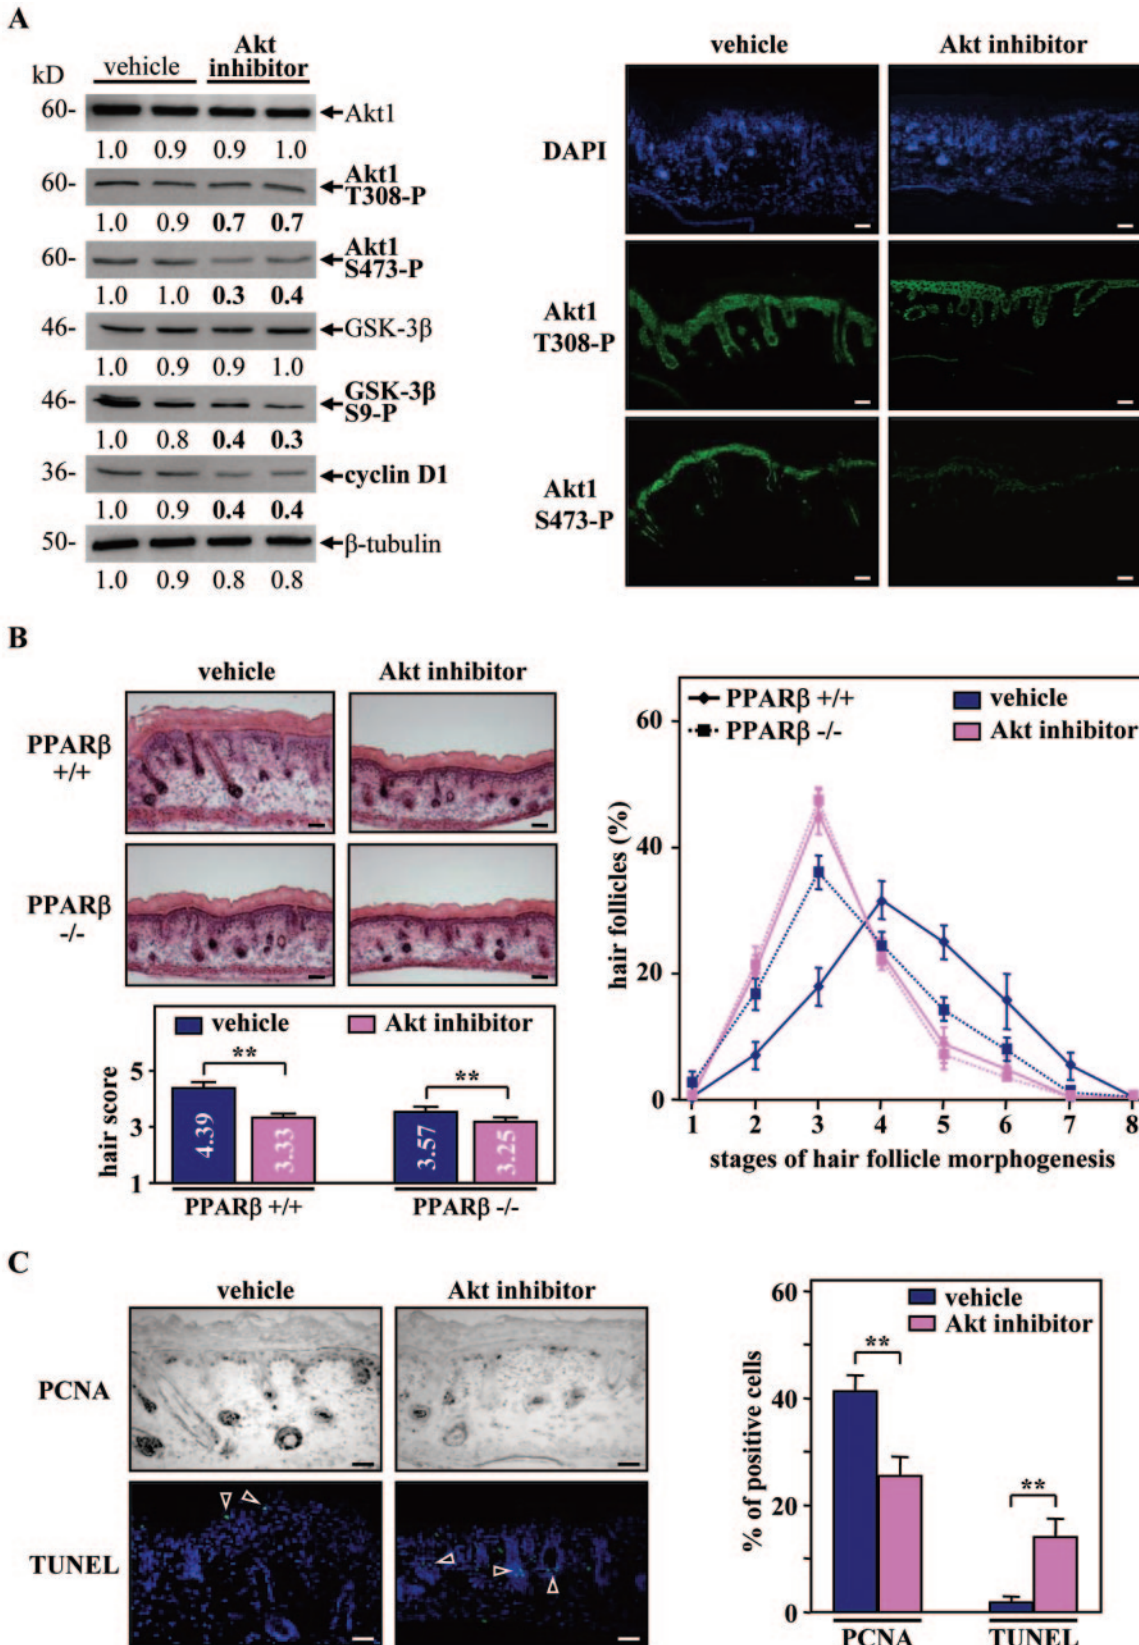 A
kD
vehicle
Akt
inhibitor
60-
Akt1
1.0 0.9 0.9 1.0
60-
Akt1
T308-P
1.0 0.9 0.7 0.7
60-
Akt1
S473-P
1.0 1.0 0.3 0.4
46-
GSK-3β
1.0 0.9 0.9 1.0
46-
GSK-3β
S9-P
1.0 0.8 0.4 0.3
36-
cyclin D1
1.0 0.9 0.4 0.4
50-
β-tubulin
1.0 0.9 0.8 0.8
vehicle Akt inhibitor
DAPI
Akt1
T308-P
Akt1
S473-P
B
vehicle Akt inhibitor
PPARβ
+/+
PPARβ
-/-
vehicle Akt inhibitor
hair score
5
3
1
**
**
4.39
3.33
3.57
3.25
PPARβ +/+ PPARβ -/-
PPARβ +/+
PPARβ -/-
vehicle
Akt inhibitor
hair follicles (%)
60
40
20
0
1 2 3 4 5 6 7 8
stages of hair follicle morphogenesis
C
vehicle Akt inhibitor
PCNA
TUNEL
% of positive cells
60
40
20
0
vehicle
Akt inhibitor
**
**
PCNA TUNEL